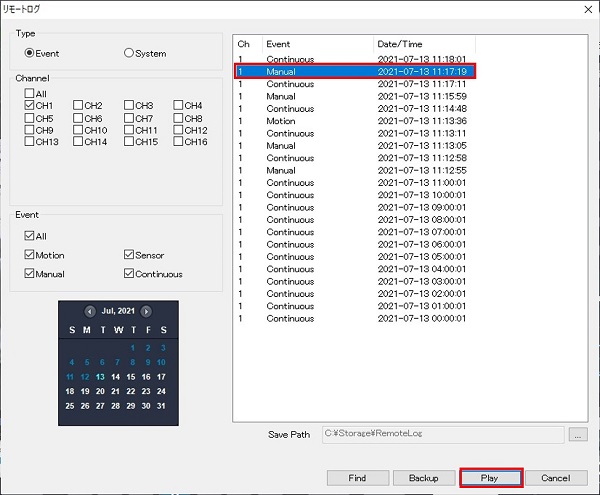 リモートログ
Type
Event System
Channel
All
CH1 CH2 CH3 CH4
CH5 CH6 CH7 CH8
CH9 CH10 CH11 CH12
CH13 CH14 CH15 CH16
Event
All
Motion Sensor
Manual Continuous
Jul, 2021
S M T W T F S
1 2 3
4 5 6 7 8 9 10
11 12 13 14 15 16 17
18 19 20 21 22 23 24
25 26 27 28 29 30 31
Ch Event Date/Time
1 Continuous 2021-07-13 11:18:01
1 Manual 2021-07-13 11:17:19
1 Continuous 2021-07-13 11:17:11
1 Manual 2021-07-13 11:15:59
1 Continuous 2021-07-13 11:14:48
1 Motion 2021-07-13 11:13:36
1 Continuous 2021-07-13 11:13:11
1 Manual 2021-07-13 11:13:05
1 Continuous 2021-07-13 11:12:58
1 Manual 2021-07-13 11:12:55
1 Continuous 2021-07-13 11:00:01
1 Continuous 2021-07-13 10:00:01
1 Continuous 2021-07-13 09:00:01
1 Continuous 2021-07-13 08:00:01
1 Continuous 2021-07-13 07:00:01
1 Continuous 2021-07-13 06:00:01
1 Continuous 2021-07-13 05:00:01
1 Continuous 2021-07-13 04:00:01
1 Continuous 2021-07-13 03:00:01
1 Continuous 2021-07-13 02:00:01
1 Continuous 2021-07-13 01:00:01
1 Continuous 2021-07-13 00:00:01
Save Path C:¥Storage¥RemoteLog ...
Find Backup Play Cancel